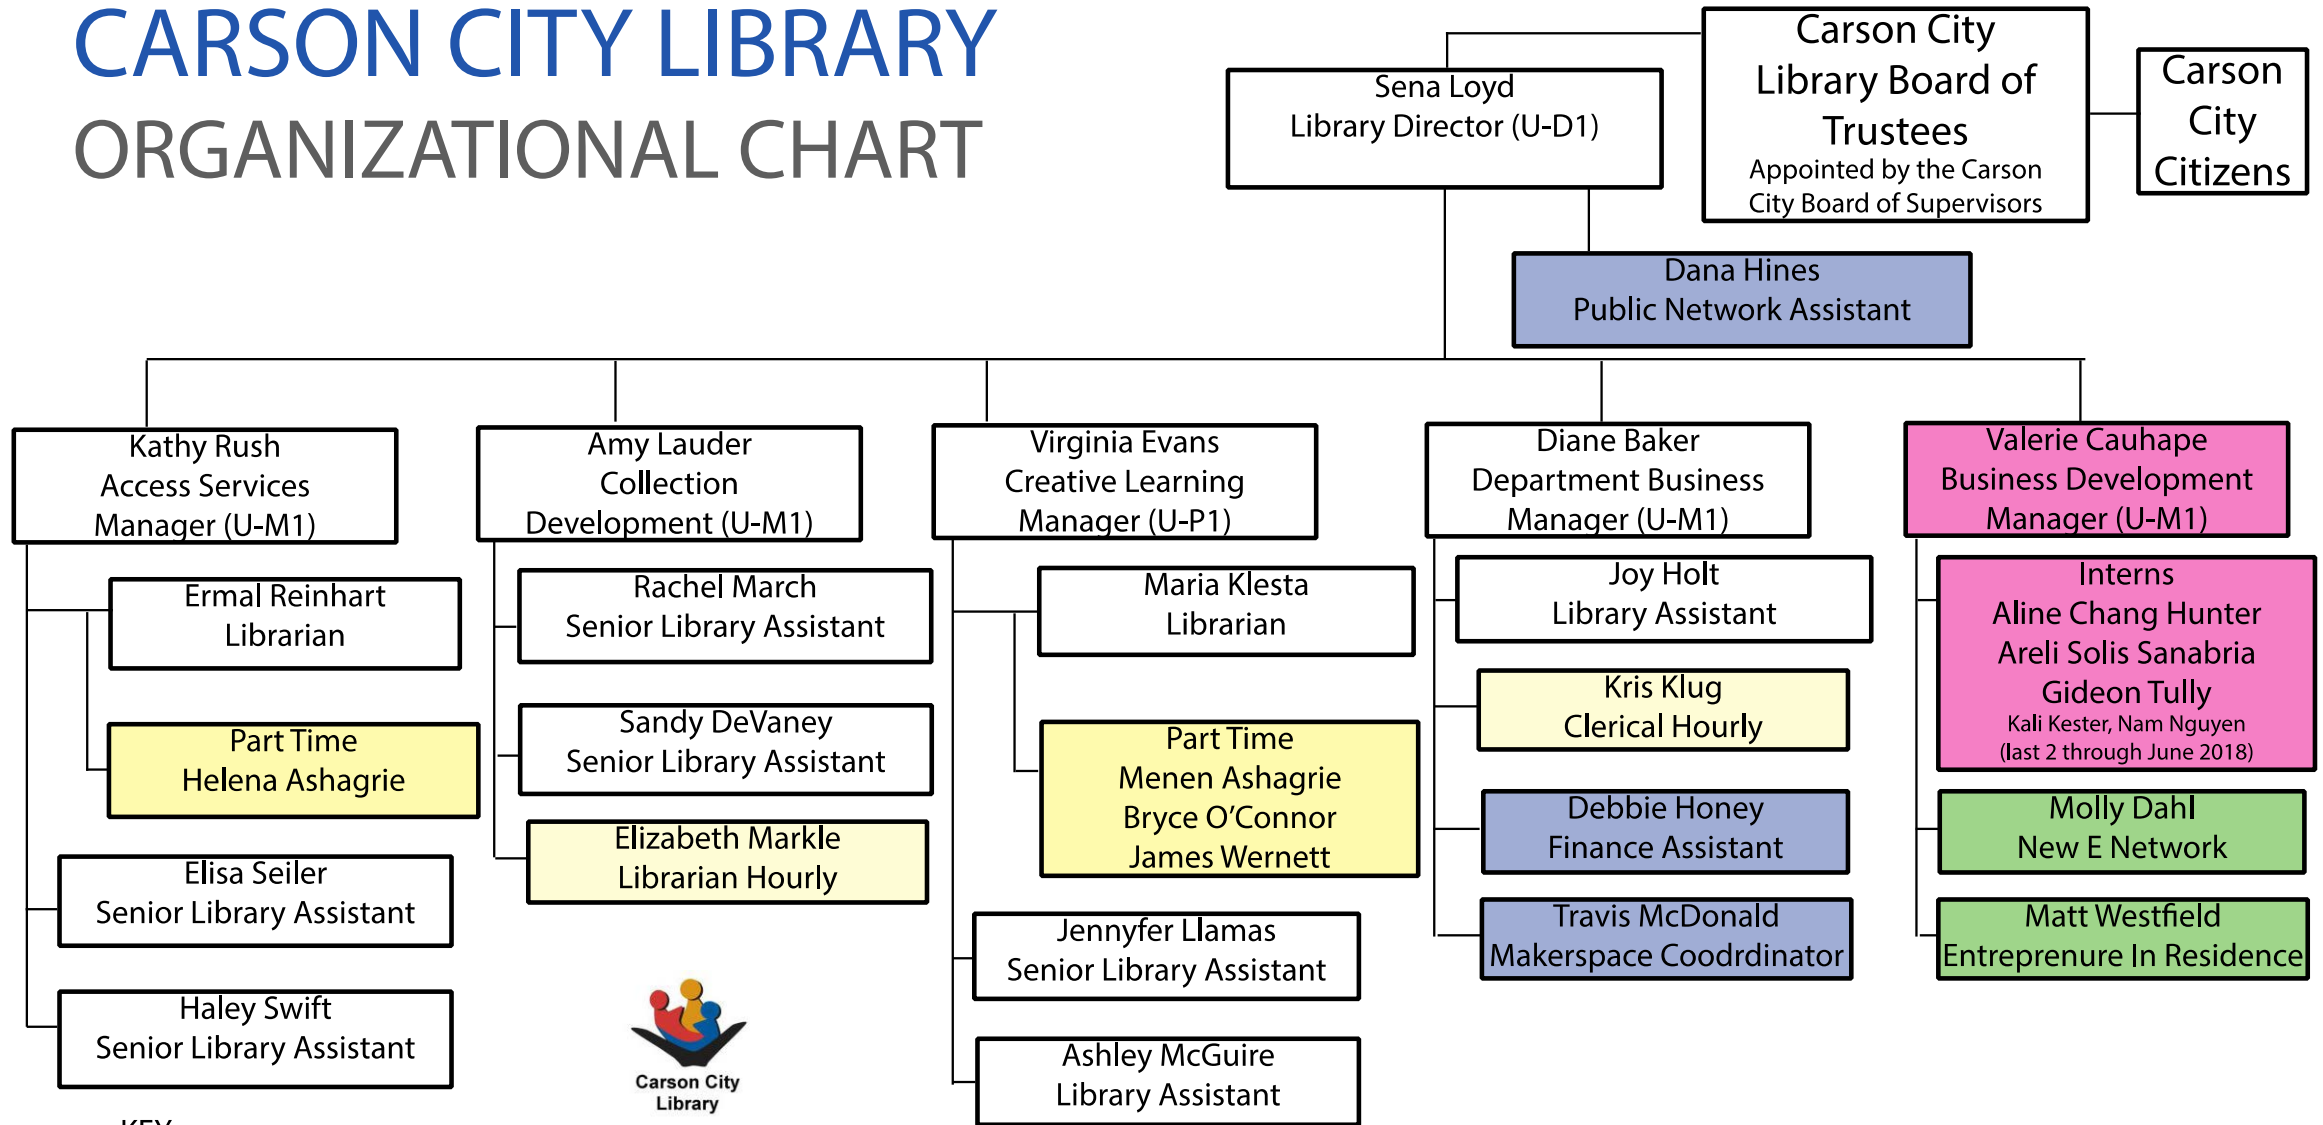 CARSON CITY LIBRARY
ORGANIZATIONAL CHART
Carson City
Library Board of
Trustees
Appointed by the Carson
City Board of Supervisors
Carson
City
Citizens
Sena Loyd
Library Director (U-D1)
Dana Hines
Public Network Assistant
Kathy Rush
Access Services
Manager (U-M1)
Ermal Reinhart
Librarian
Part Time
Helena Ashagrie
Elisa Seiler
Senior Library Assistant
Haley Swift
Senior Library Assistant
Amy Lauder
Collection
Development (U-M1)
Rachel March
Senior Library Assistant
Sandy DeVaney
Senior Library Assistant
Elizabeth Markle
Librarian Hourly
Virginia Evans
Creative Learning
Manager (U-P1)
Maria Klesta
Librarian
Part Time
Menen Ashagrie
Bryce O’Connor
James Wernett
Jennyfer Llamas
Senior Library Assistant
Ashley McGuire
Library Assistant
Diane Baker
Department Business
Manager (U-M1)
Joy Holt
Library Assistant
Kris Klug
Clerical Hourly
Debbie Honey
Finance Assistant
Travis McDonald
Makerspace Coodrdinator
Valerie Cauhape
Business Development
Manager (U-M1)
Interns
Aline Chang Hunter
Areli Solis Sanabria
Gideon Tully
Kali Kester, Nam Nguyen
(last 2 through June 2018)
Molly Dahl
New E Network
Matt Westfield
Entreprenure In Residence
Carson City
Library
KEY